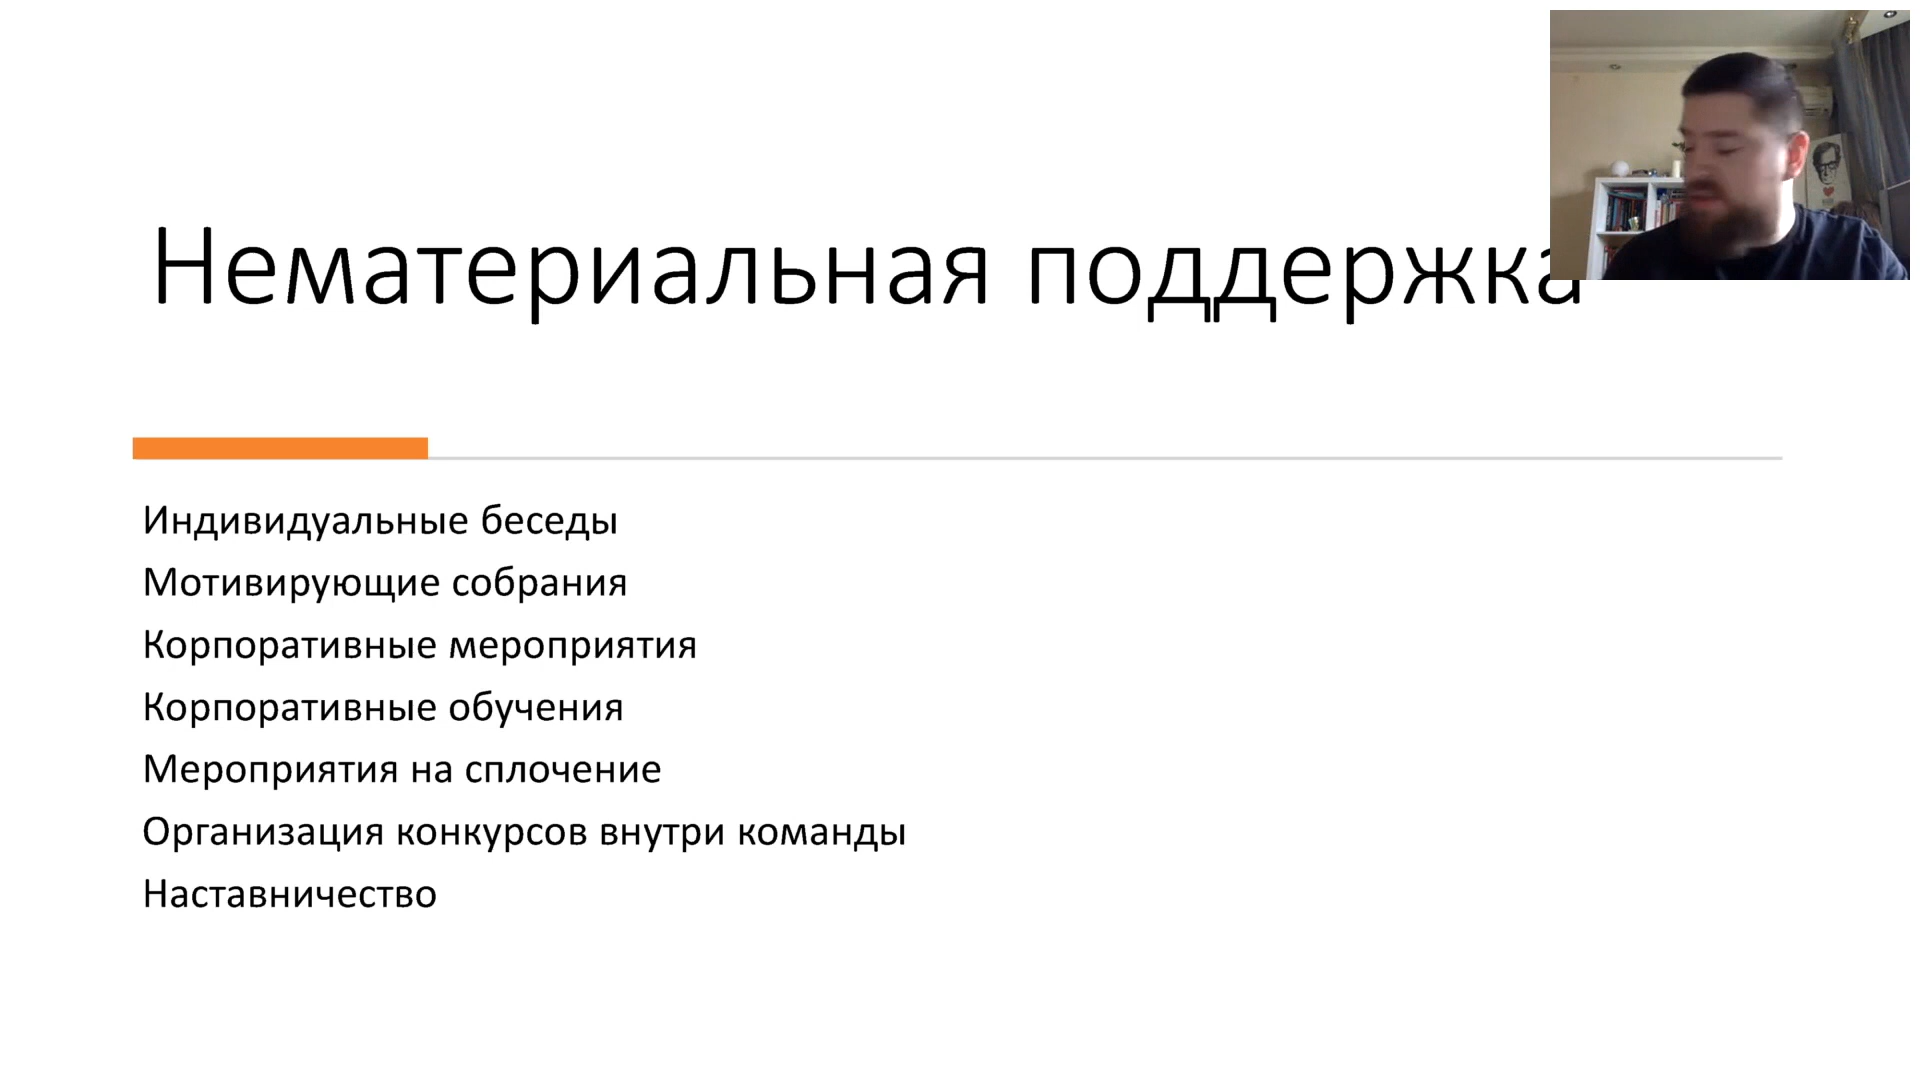 Нематериальная поддержка
Индивидуальные беседы
Мотивирующие собрания
Корпоративные мероприятия
Корпоративные обучения
Мероприятия на сплочение
Организация конкурсов внутри команды
Наставничество